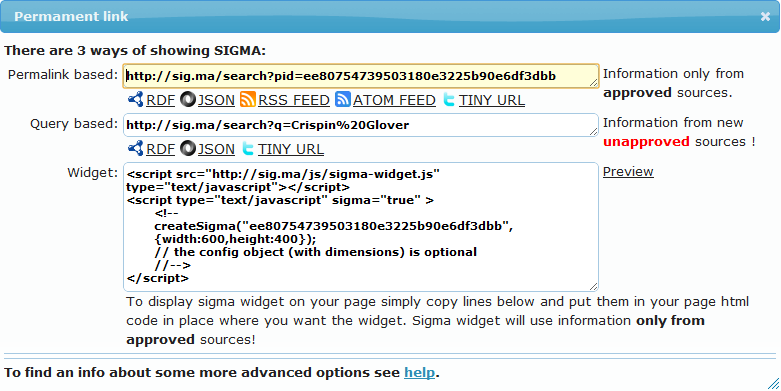 Permament link
There are 3 ways of showing SIGMA:
Permalink based: http://sig.ma/search?pid=ee80754739503180e3225b90e6df3dbb Information only from
approved sources.
RDF JSON RSS FEED ATOM FEED TINY URL
Query based: http://sig.ma/search?q=Crispin%20Glover Information from new
unapproved sources !
RDF JSON TINY URL
Widget: <script src="http://sig.ma/js/sigma-widget.js" Preview
type="text/javascript"></script>
<script type="text/javascript" sigma="true" >
<!--
createSigma("ee80754739503180e3225b90e6df3dbb",
{width:600,height:400});
// the config object (with dimensions) is optional
//-->
</script>
To display sigma widget on your page simply copy lines below and put them in your page html
code in place where you want the widget. Sigma widget will use information only from
approved sources!
To find an info about some more advanced options see help.